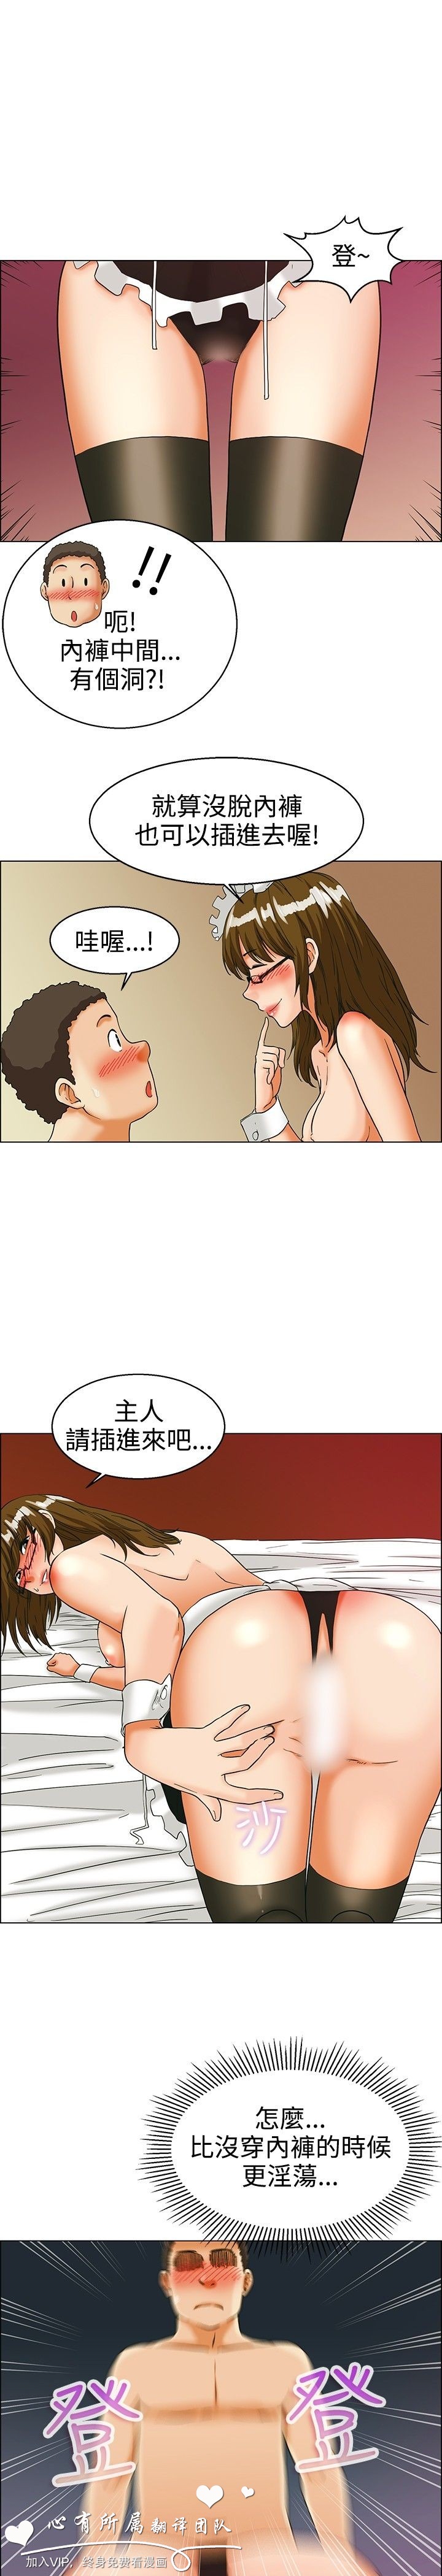 登~
呃!
內褲中間...
有個洞?!
就算沒脫內褲
也可以插進去喔!
哇喔...!
主人
請插進來吧...
沙
怎麼...
比沒穿內褲的時候
更淫蕩...
登
登
心有所属翻译团队
加入VIP，终身免费看漫画